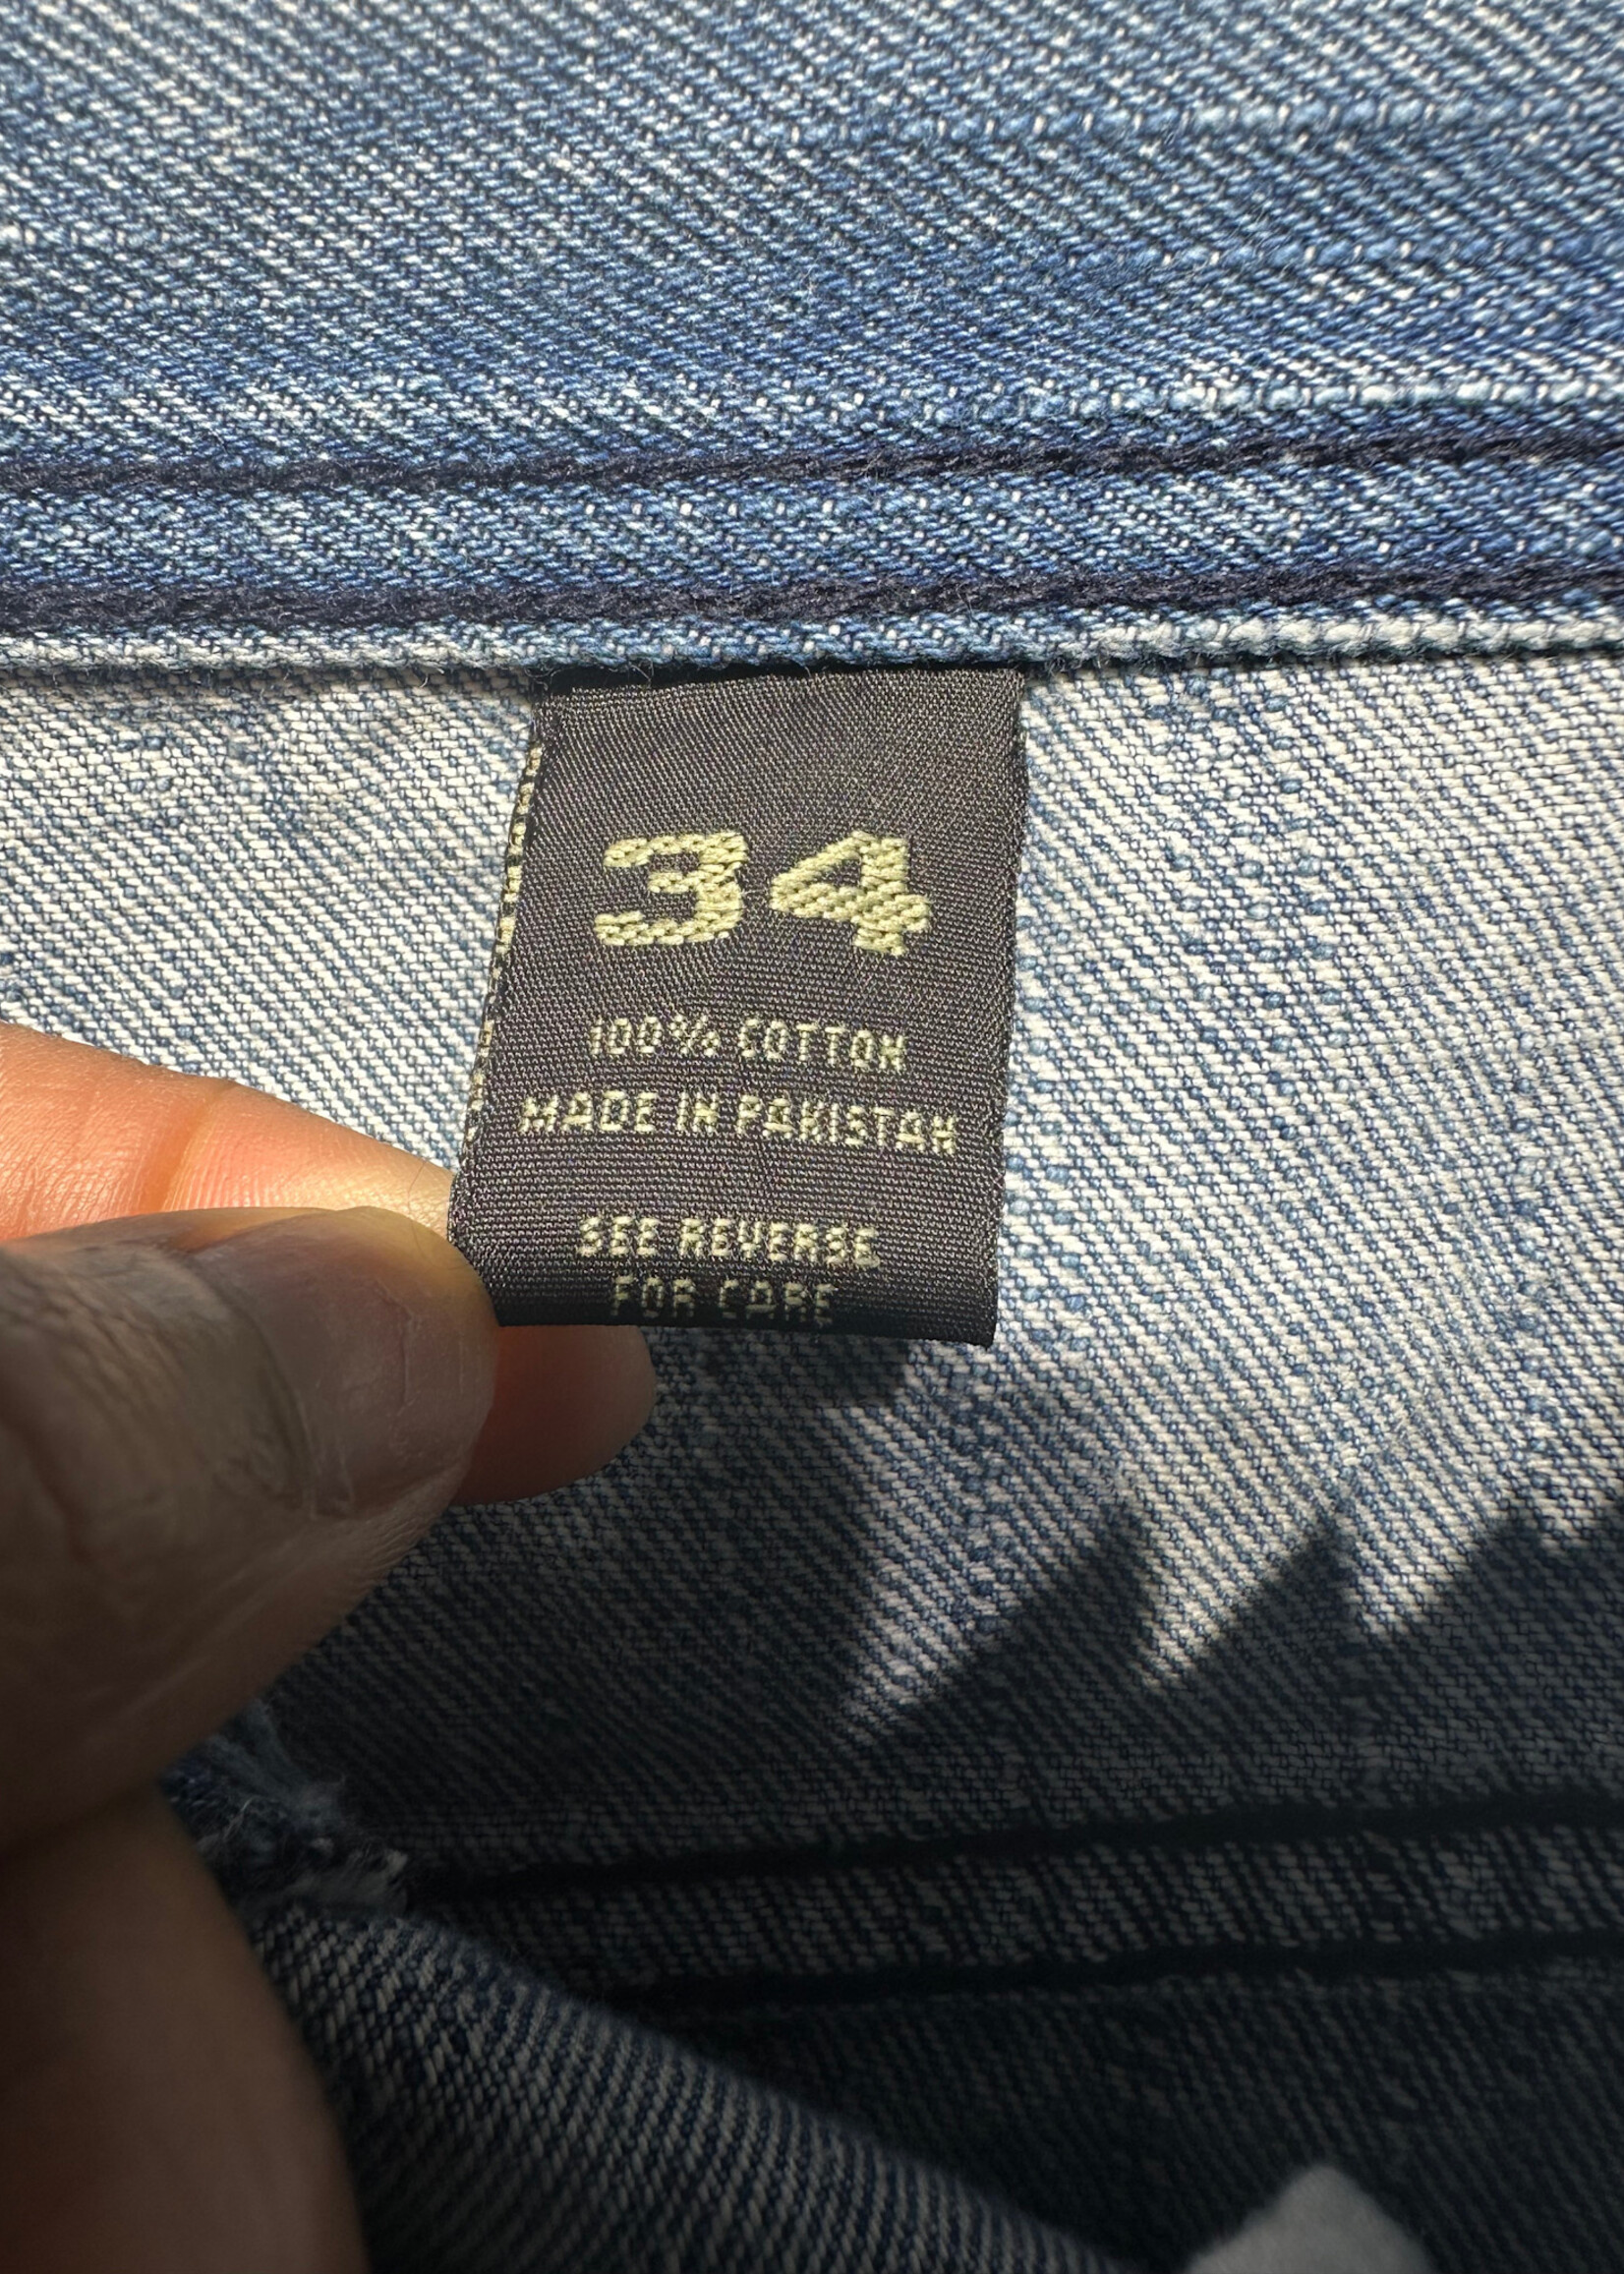 34
100% COTTON
MADE IN PAKISTAN
SEE REVERSE
FOR CARE